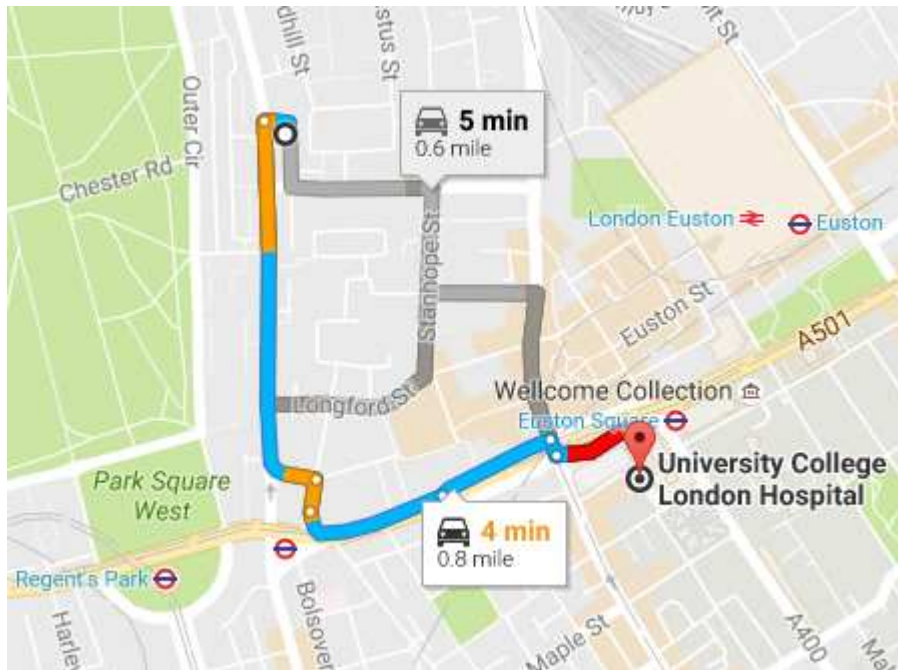 dhill St
stus St
Outer Cir
Chester Rd
5 min
0.6 mile
London Euston
Euston
Stanhope St
Euston St
A501
Longford St
Wellcome Collection
Euston Square
University College
London Hospital
Park Square
West
4 min
0.8 mile
Regent's Park
Bolsover
Harley
Maple St
A400